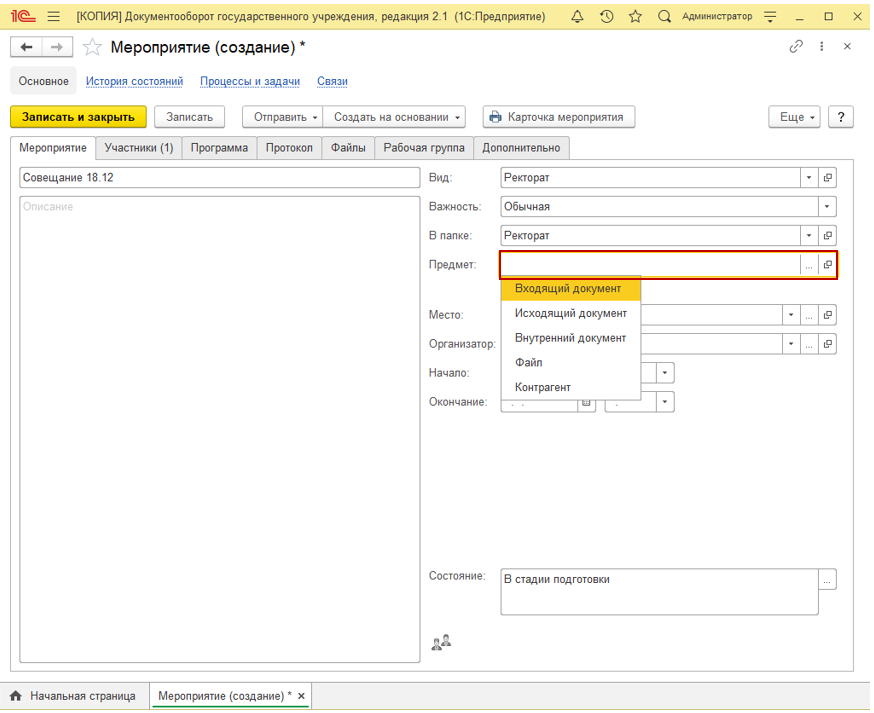 1С [КОПИЯ] Документооборот государственного учреждения, редакция 2.1 (1С:Предприятие) Администратор
Мероприятие (создание) *
Основное История состояний Процессы и задачи Связи
Записать и закрыть Записать Отправить Создать на основании Карточка мероприятия Еще ?
Мероприятие Участники (1) Программа Протокол Файлы Рабочая группа Дополнительно
Совещание 18.12
Описание
Вид: Ректорат
Важность: Обычная
В папке: Ректорат
Предмет: ...
Входящий документ
Исходящий документ
Внутренний документ
Файл
Контрагент
Место: ...
Организатор: ...
Начало:
Окончание: . . :
Состояние: В стадии подготовки ...
Начальная страница Мероприятие (создание) * ×